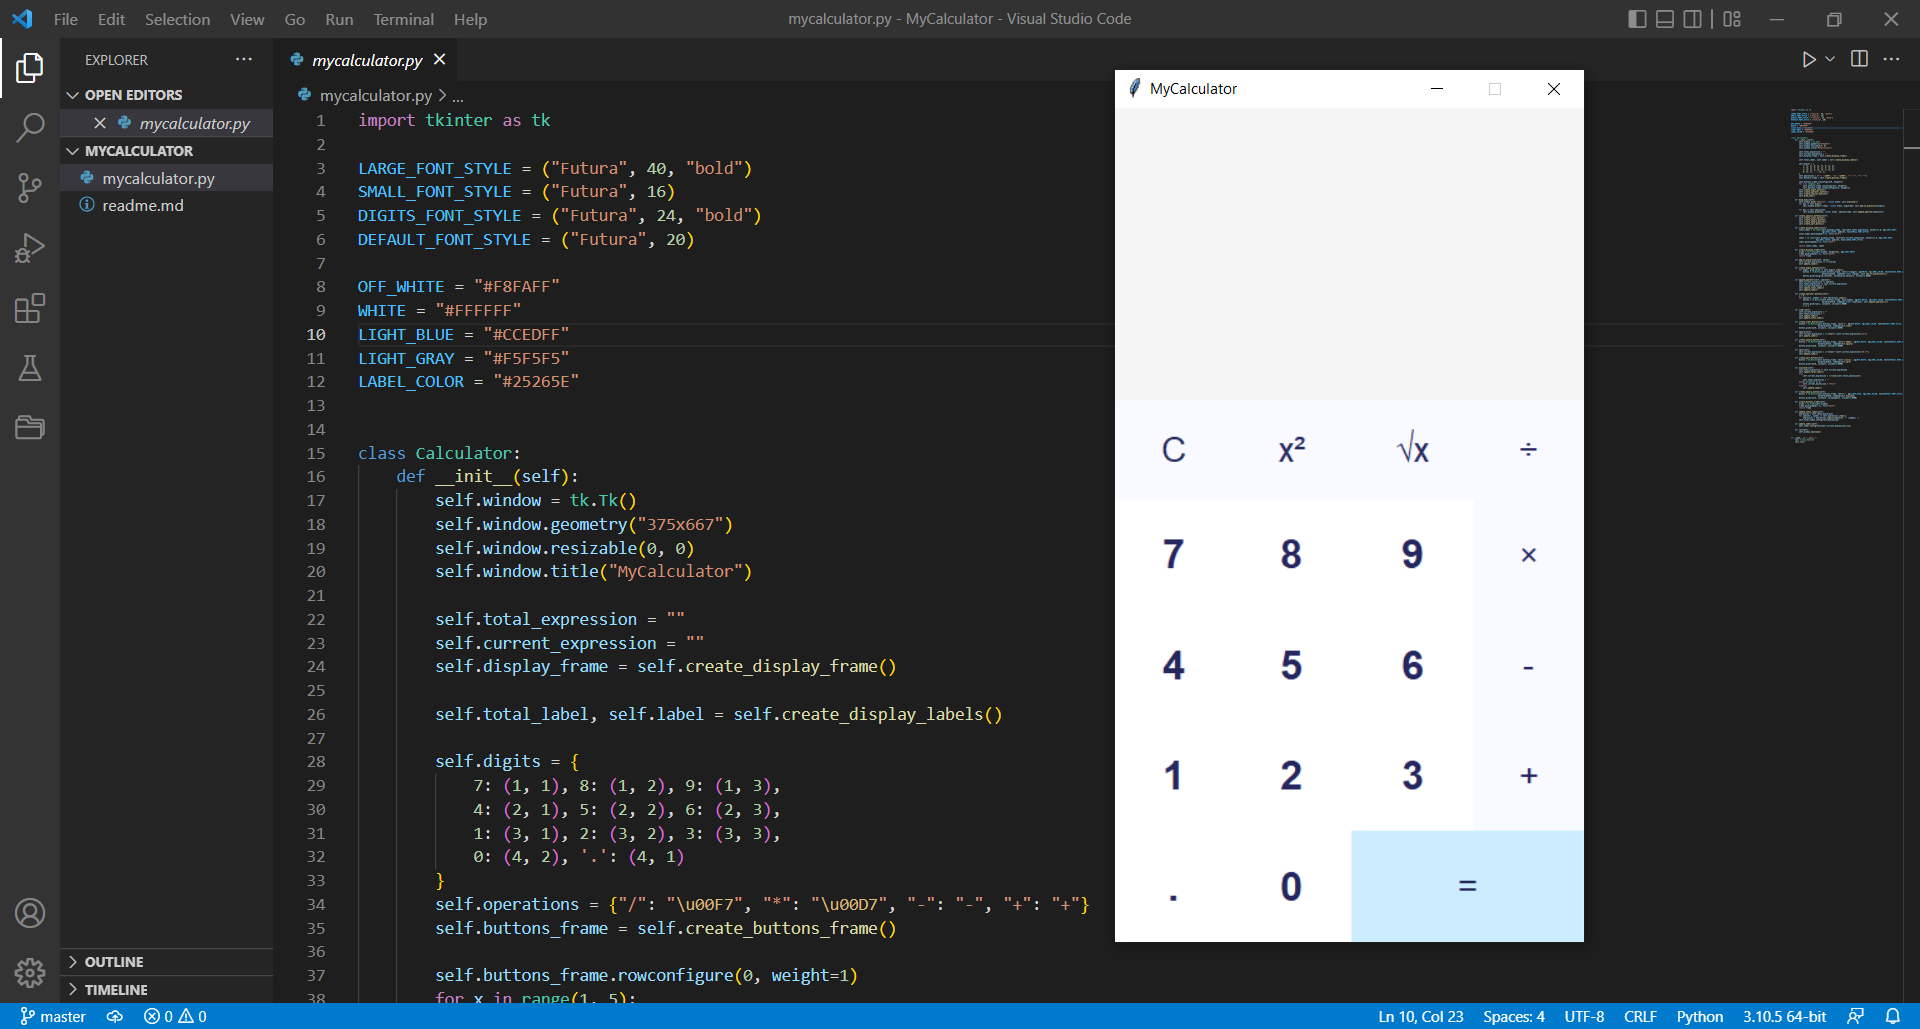 File Edit Selection View Go Run Terminal Help
mycalculator.py - MyCalculator - Visual Studio Code
EXPLORER
OPEN EDITORS
mycalculator.py
MYCALCULATOR
mycalculator.py
readme.md
OUTLINE
TIMELINE
mycalculator.py
mycalculator.py > ...
1 import tkinter as tk
2
3 LARGE_FONT_STYLE = ("Futura", 40, "bold")
4 SMALL_FONT_STYLE = ("Futura", 16)
5 DIGITS_FONT_STYLE = ("Futura", 24, "bold")
6 DEFAULT_FONT_STYLE = ("Futura", 20)
7
8 OFF_WHITE = "#F8FAFF"
9 WHITE = "#FFFFFF"
10 LIGHT_BLUE = "#CCEDFF"
11 LIGHT_GRAY = "#F5F5F5"
12 LABEL_COLOR = "#25265E"
13
14
15 class Calculator:
16 def __init__(self):
17 self.window = tk.Tk()
18 self.window.geometry("375x667")
19 self.window.resizable(0, 0)
20 self.window.title("MyCalculator")
21
22 self.total_expression = ""
23 self.current_expression = ""
24 self.display_frame = self.create_display_frame()
25
26 self.total_label, self.label = self.create_display_labels()
27
28 self.digits = {
29 7: (1, 1), 8: (1, 2), 9: (1, 3),
30 4: (2, 1), 5: (2, 2), 6: (2, 3),
31 1: (3, 1), 2: (3, 2), 3: (3, 3),
32 0: (4, 2), '.': (4, 1)
33 }
34 self.operations = {"/": "\u00F7", "*": "\u00D7", "-": "-", "+": "+"}
35 self.buttons_frame = self.create_buttons_frame()
36
37 self.buttons_frame.rowconfigure(0, weight=1)
38 for x in range(1, 5):
MyCalculator
C x² √x ÷
7 8 9 ×
4 5 6 -
1 2 3 +
. 0 =
master 0 0
Ln 10, Col 23 Spaces: 4 UTF-8 CRLF Python 3.10.5 64-bit